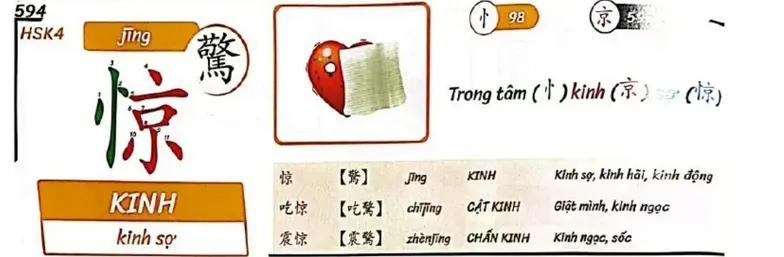 594
HSK4
jīng
驚
惊
KINH
kinh sợ
忄 98
京
Trong tâm (忄) kinh (京) sợ (惊)
惊 【驚】 jīng KINH Kinh sợ, kinh hãi, kinh động
吃惊 【吃驚】 chījīng CẬT KINH Giật mình, kinh ngạc
震惊 【震驚】 zhènjīng CHẤN KINH Kinh ngạc, sốc